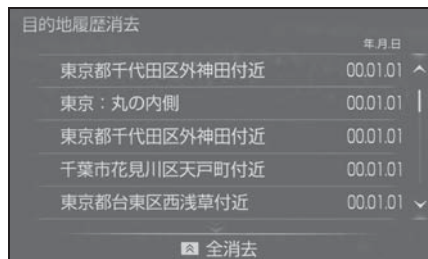 目的地履歴消去
年.月.日
東京都千代田区外神田付近 00.01.01
東京：丸の内側 00.01.01
東京都千代田区外神田付近 00.01.01
千葉市花見川区天戸町付近 00.01.01
東京都台東区西浅草付近 00.01.01
全消去